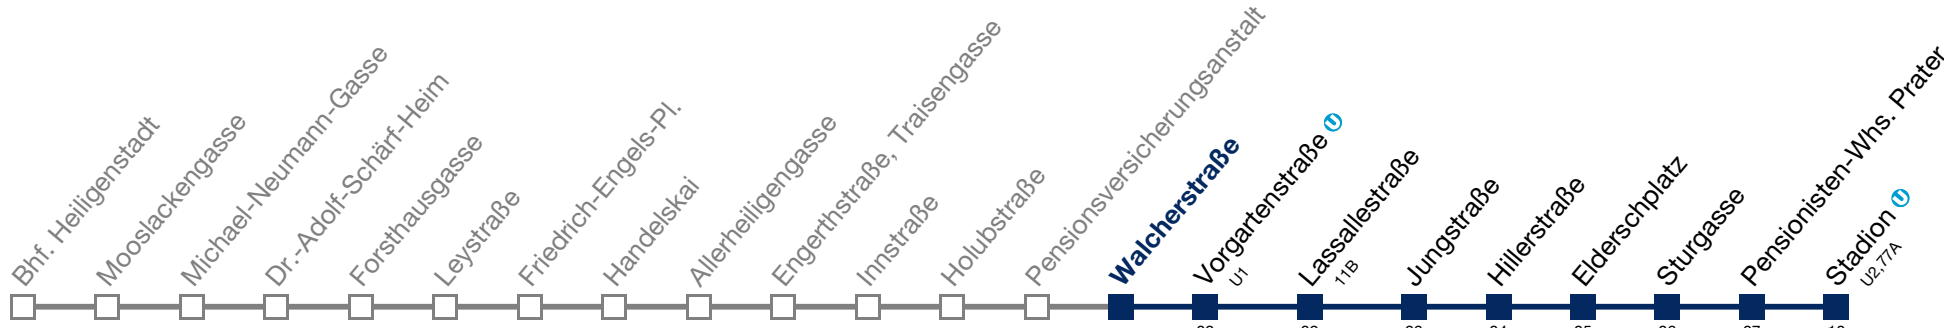 Bhf. Heiligenstadt
Mooslackengasse
Michael-Neumann-Gasse
Dr.-Adolf-Schärf-Heim
Forsthausgasse
Leystraße
Friedrich-Engels-Pl.
Handelskai
Allerheiligengasse
Engerthstraße, Traisengasse
Innstraße
Holubstraße
Pensionsversicherungsanstalt
Walcherstraße
Vorgartenstraße
U1
Lassallestraße
11B
Jungstraße
Hillerstraße
Elderschplatz
Sturgasse
Pensionisten-Whs. Prater
Stadion
U2,77A